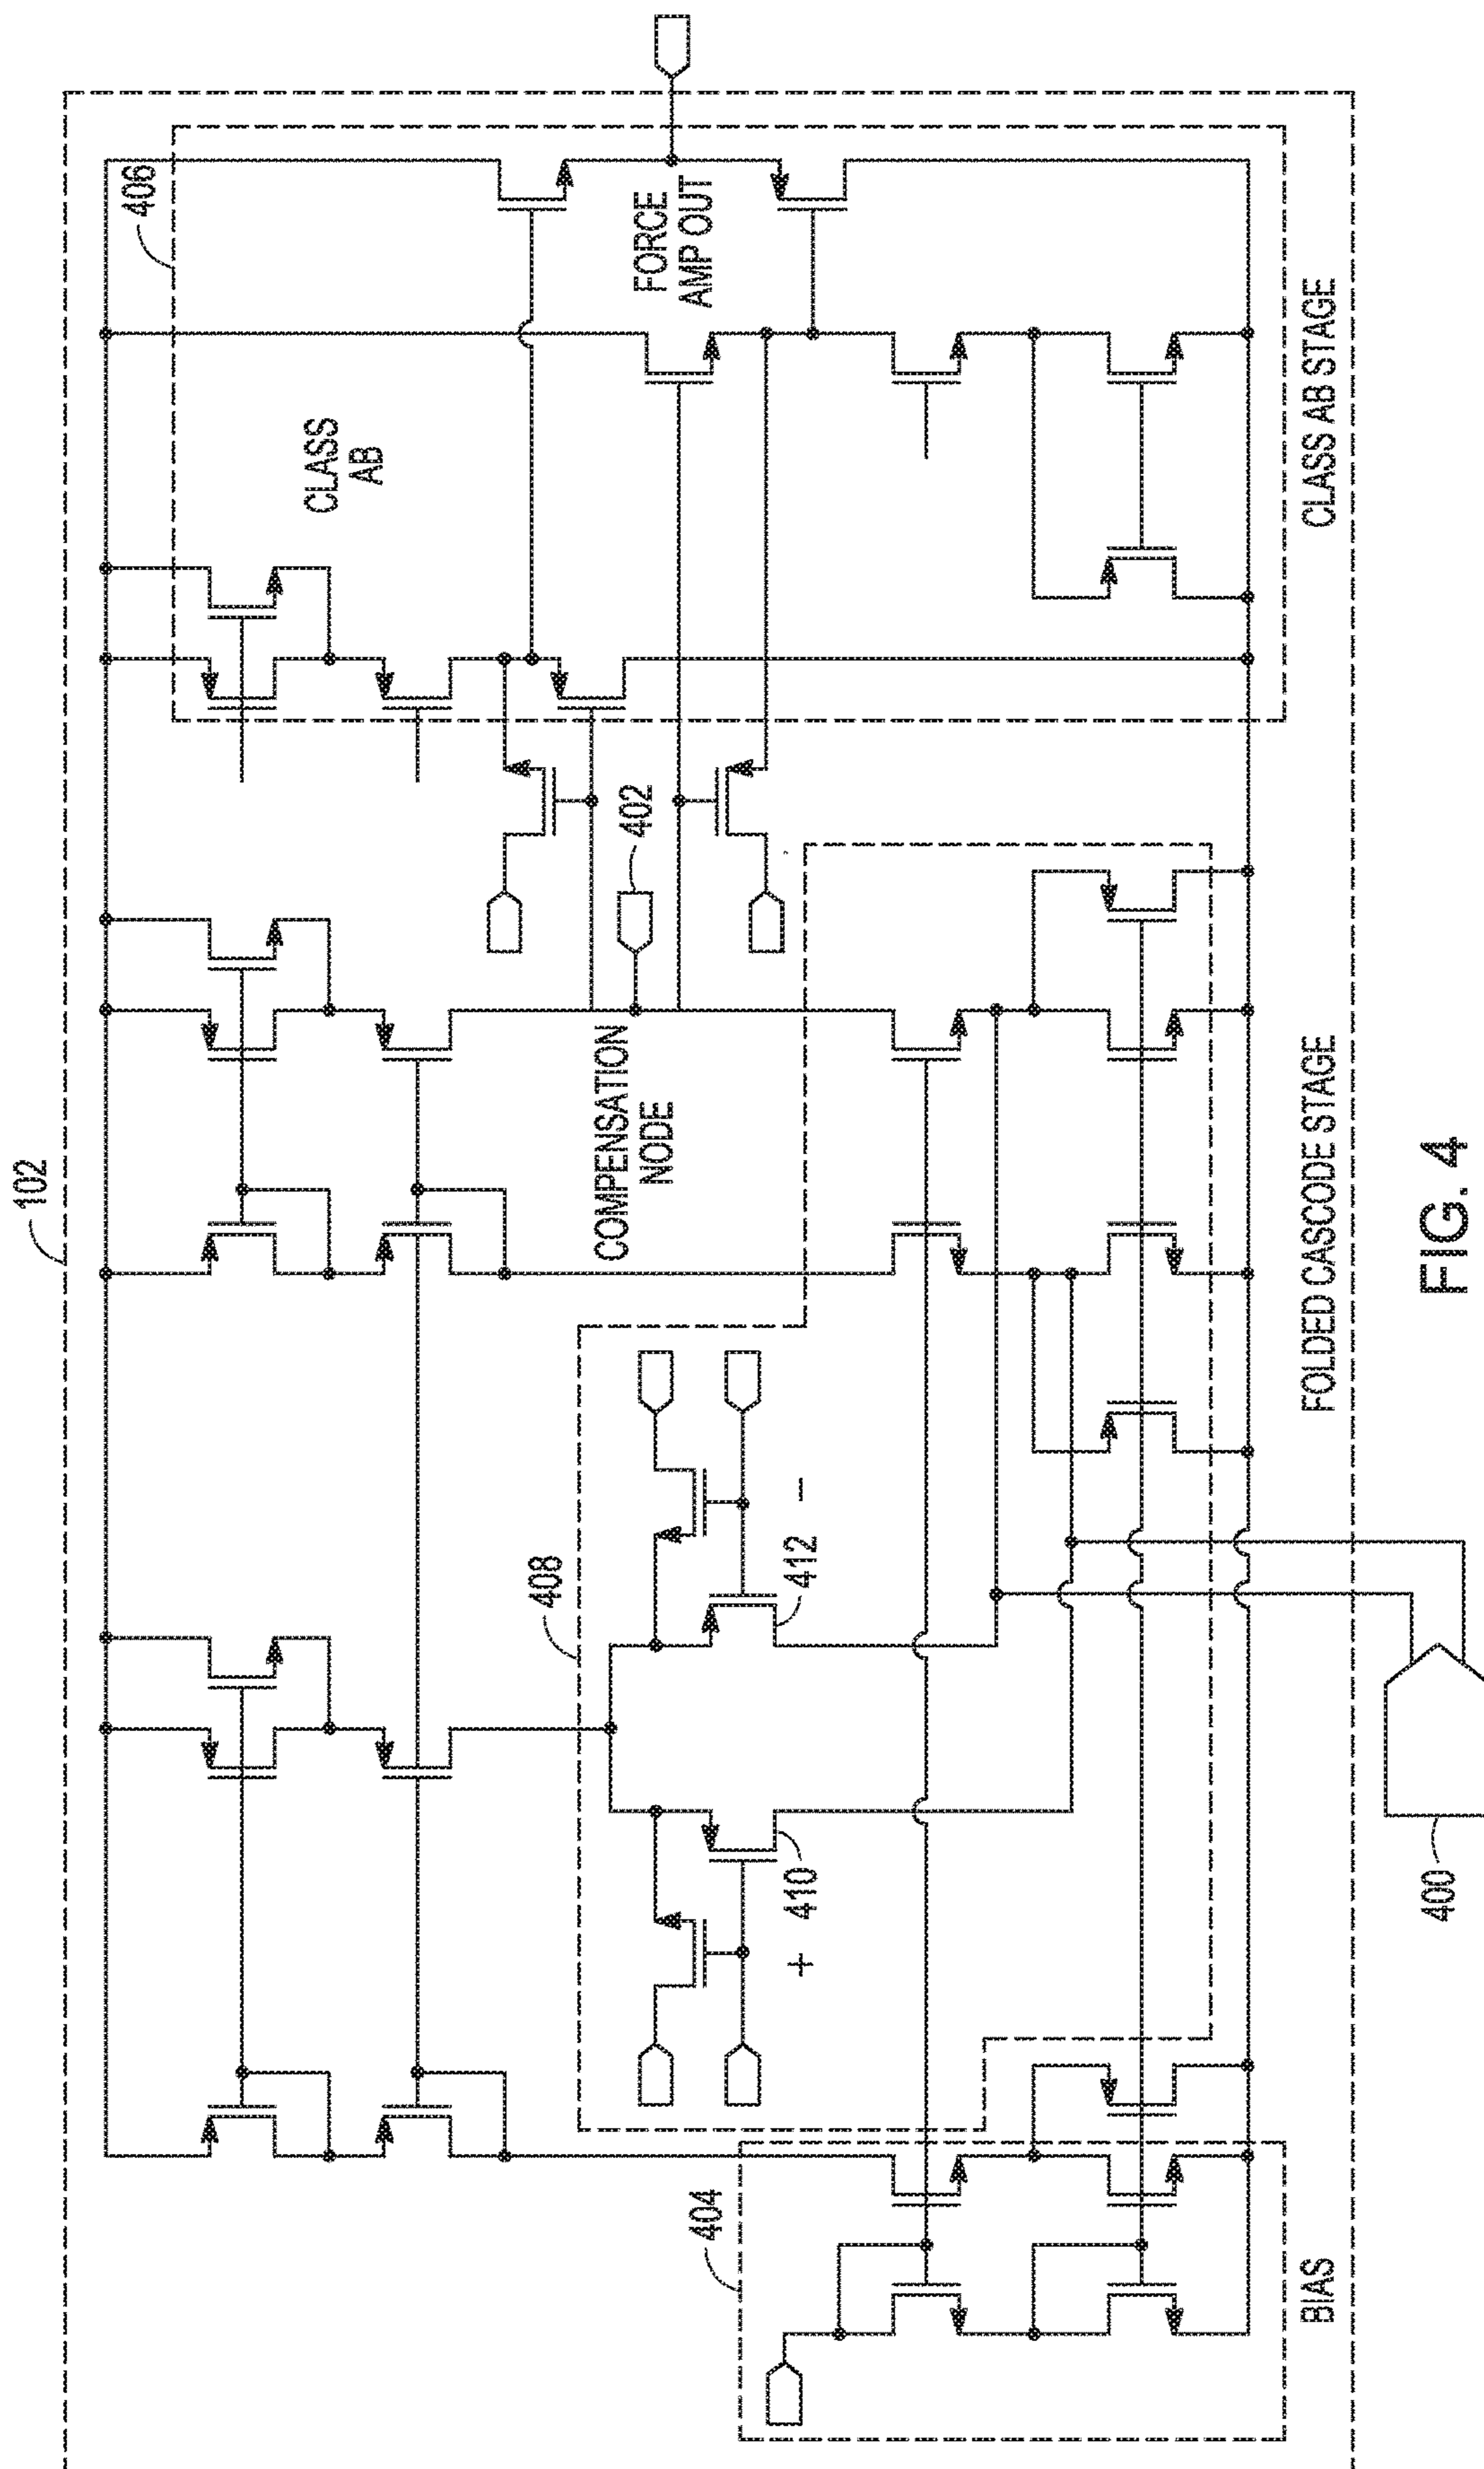 102
406
CLASS
AB
FORCE
AMP OUT
402
COMPENSATION
NODE
408
412
−
410
+
404
BIAS
FOLDED CASCODE STAGE
CLASS AB STAGE
400
FIG. 4